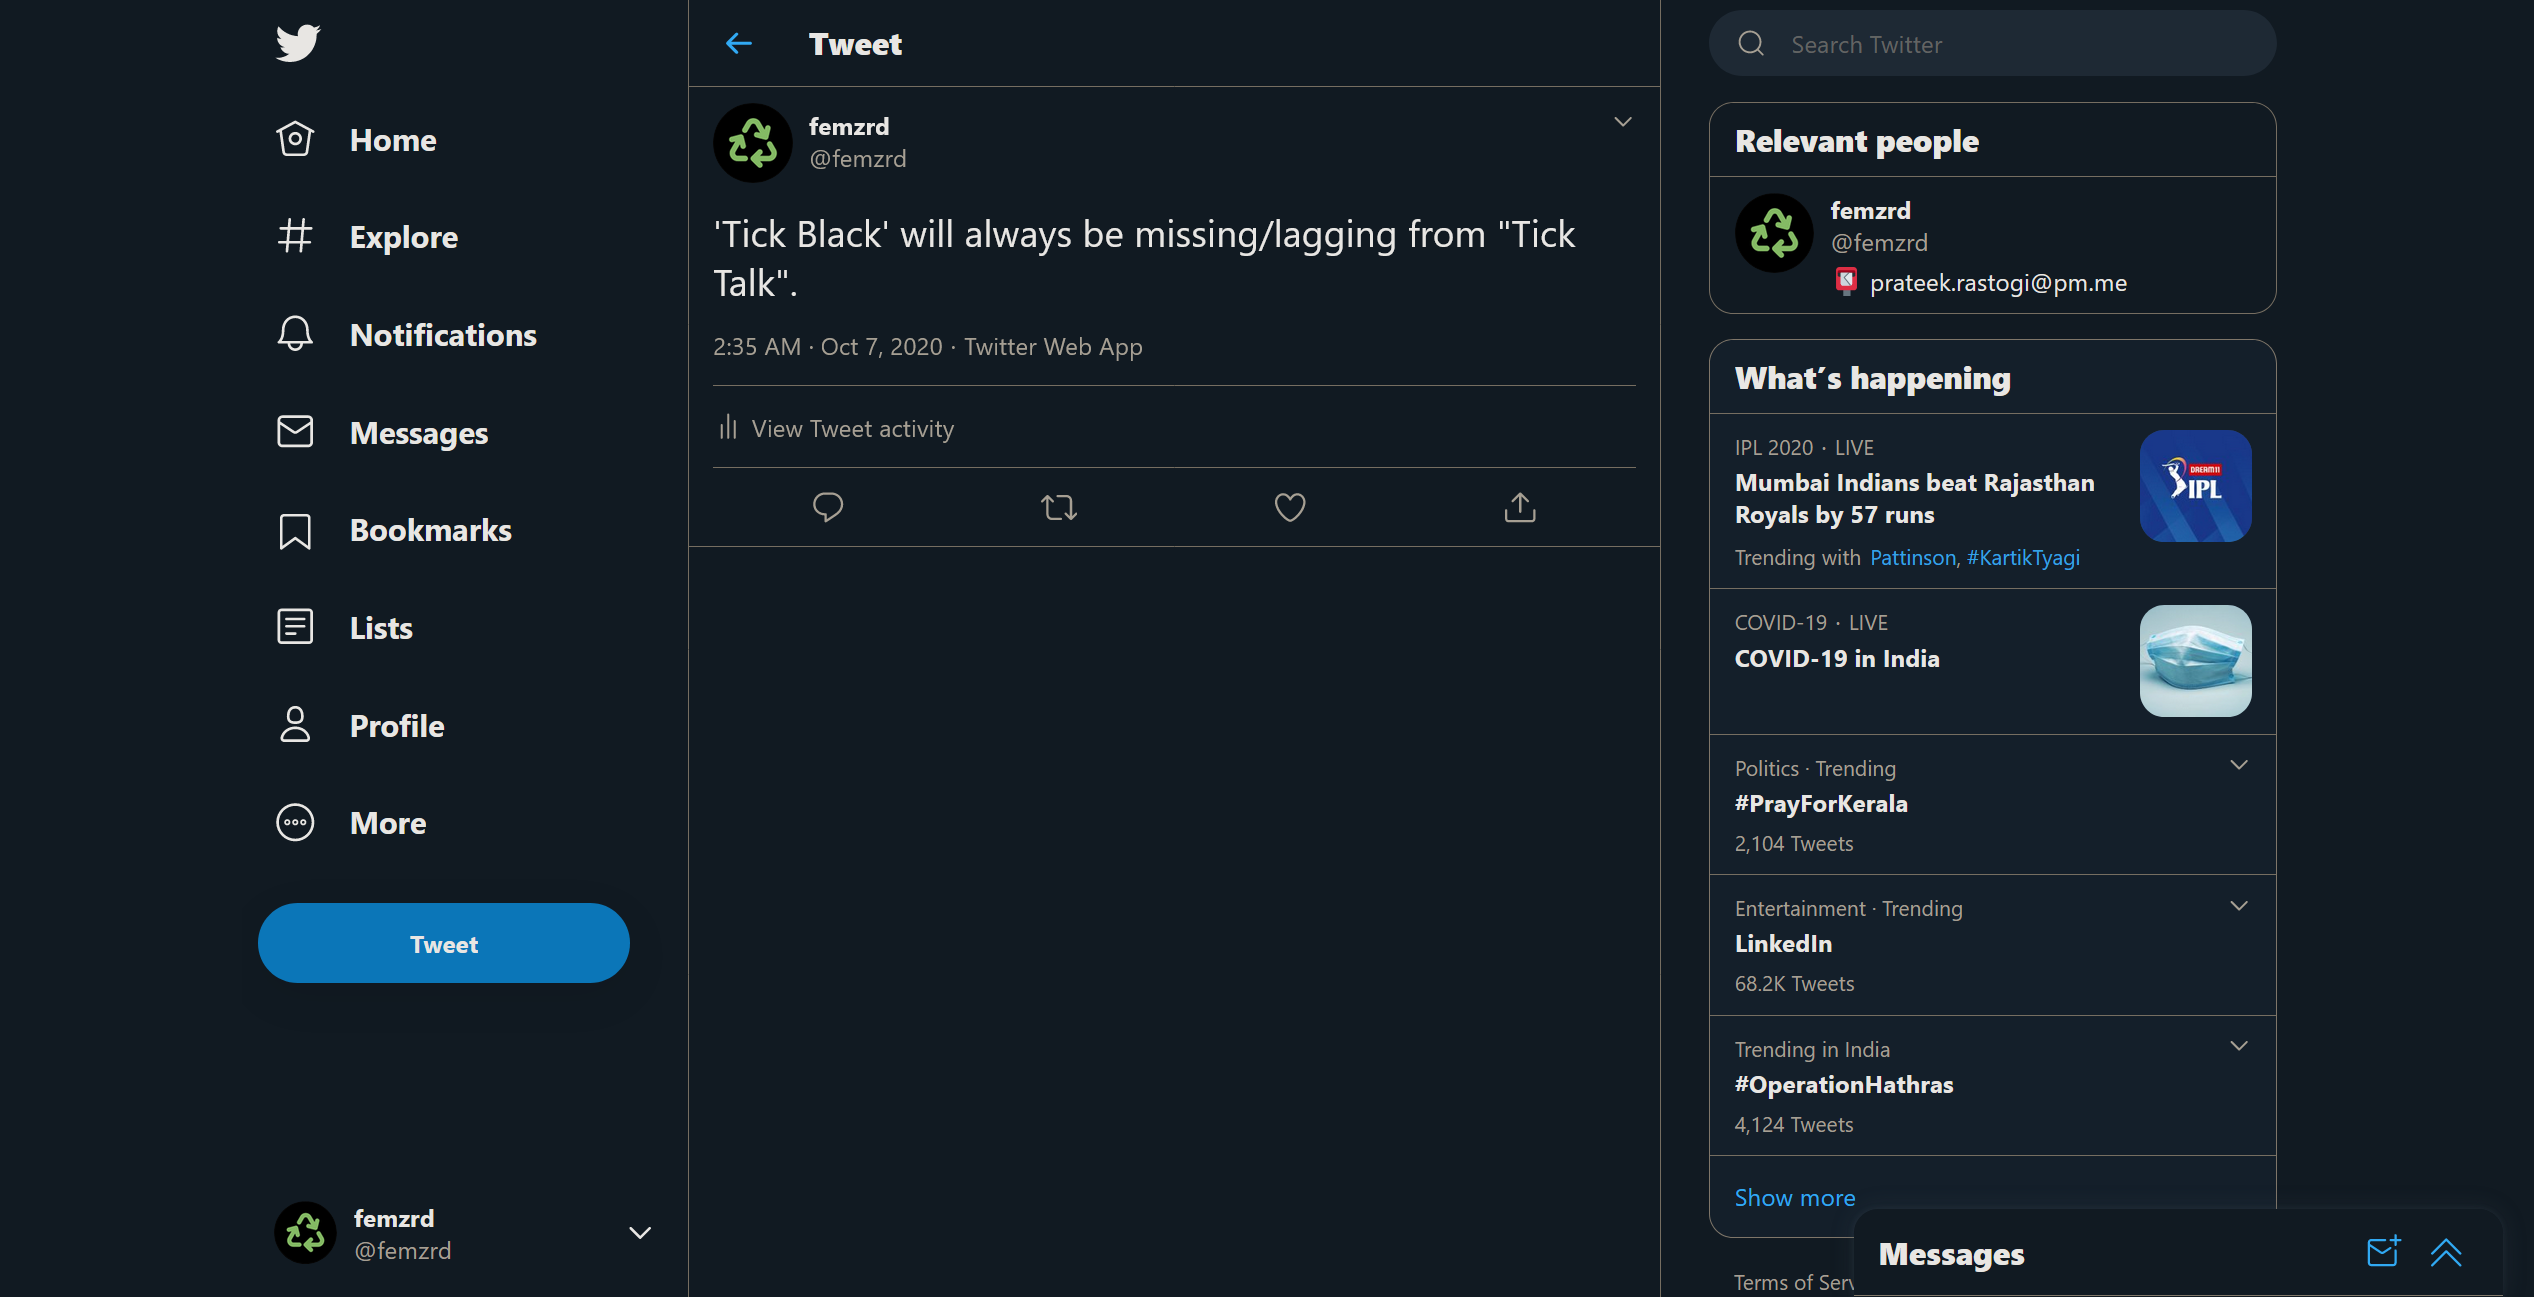 Home
Explore
Notifications
Messages
Bookmarks
Lists
Profile
More
Tweet
femzrd
@femzrd
Tweet
femzrd
@femzrd
'Tick Black' will always be missing/lagging from "Tick
Talk".
2:35 AM · Oct 7, 2020 · Twitter Web App
View Tweet activity
Search Twitter
Relevant people
femzrd
@femzrd
prateek.rastogi@pm.me
What's happening
IPL 2020 · LIVE
Mumbai Indians beat Rajasthan
Royals by 57 runs
Trending with Pattinson, #KartikTyagi
DREAM11
IPL
COVID-19 · LIVE
COVID-19 in India
Politics · Trending
#PrayForKerala
2,104 Tweets
Entertainment · Trending
LinkedIn
68.2K Tweets
Trending in India
#OperationHathras
4,124 Tweets
Show more
Terms of Serv
Messages